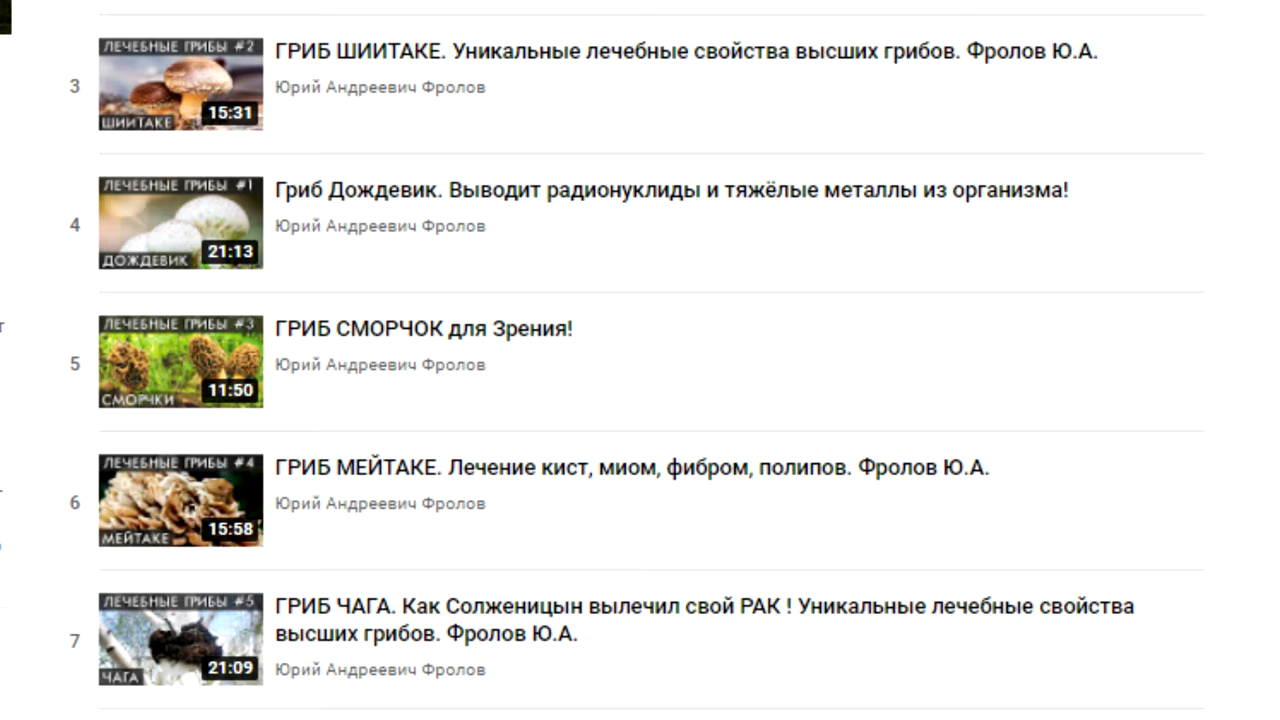 3
ЛЕЧЕБНЫЕ ГРИБЫ #2
15:31
ШИИТАКЕ
ГРИБ ШИИТАКЕ. Уникальные лечебные свойства высших грибов. Фролов Ю.А.
Юрий Андреевич Фролов
4
ЛЕЧЕБНЫЕ ГРИБЫ #1
21:13
ДОЖДЕВИК
Гриб Дождевик. Выводит радионуклиды и тяжёлые металлы из организма!
Юрий Андреевич Фролов
5
ЛЕЧЕБНЫЕ ГРИБЫ #3
11:50
СМОРЧКИ
ГРИБ СМОРЧОК для Зрения!
Юрий Андреевич Фролов
6
ЛЕЧЕБНЫЕ ГРИБЫ #4
15:58
МЕЙТАКЕ
ГРИБ МЕЙТАКЕ. Лечение кист, миом, фибром, полипов. Фролов Ю.А.
Юрий Андреевич Фролов
7
ЛЕЧЕБНЫЕ ГРИБЫ #5
21:09
ЧАГА
ГРИБ ЧАГА. Как Солженицын вылечил свой РАК ! Уникальные лечебные свойства
высших грибов. Фролов Ю.А.
Юрий Андреевич Фролов